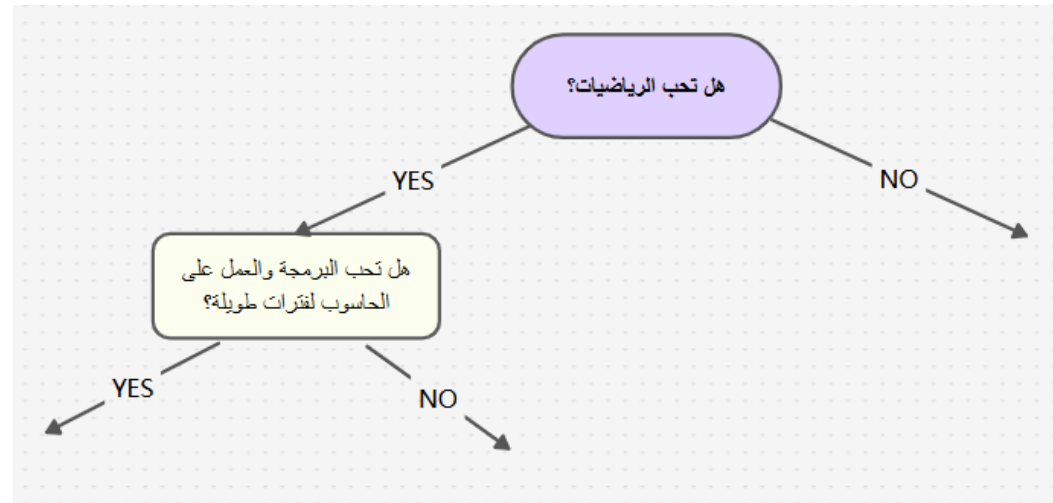 هل تحب الرياضيات؟
YES
NO
هل تحب البرمجة والعمل على
الحاسوب لفترات طويلة؟
YES
NO